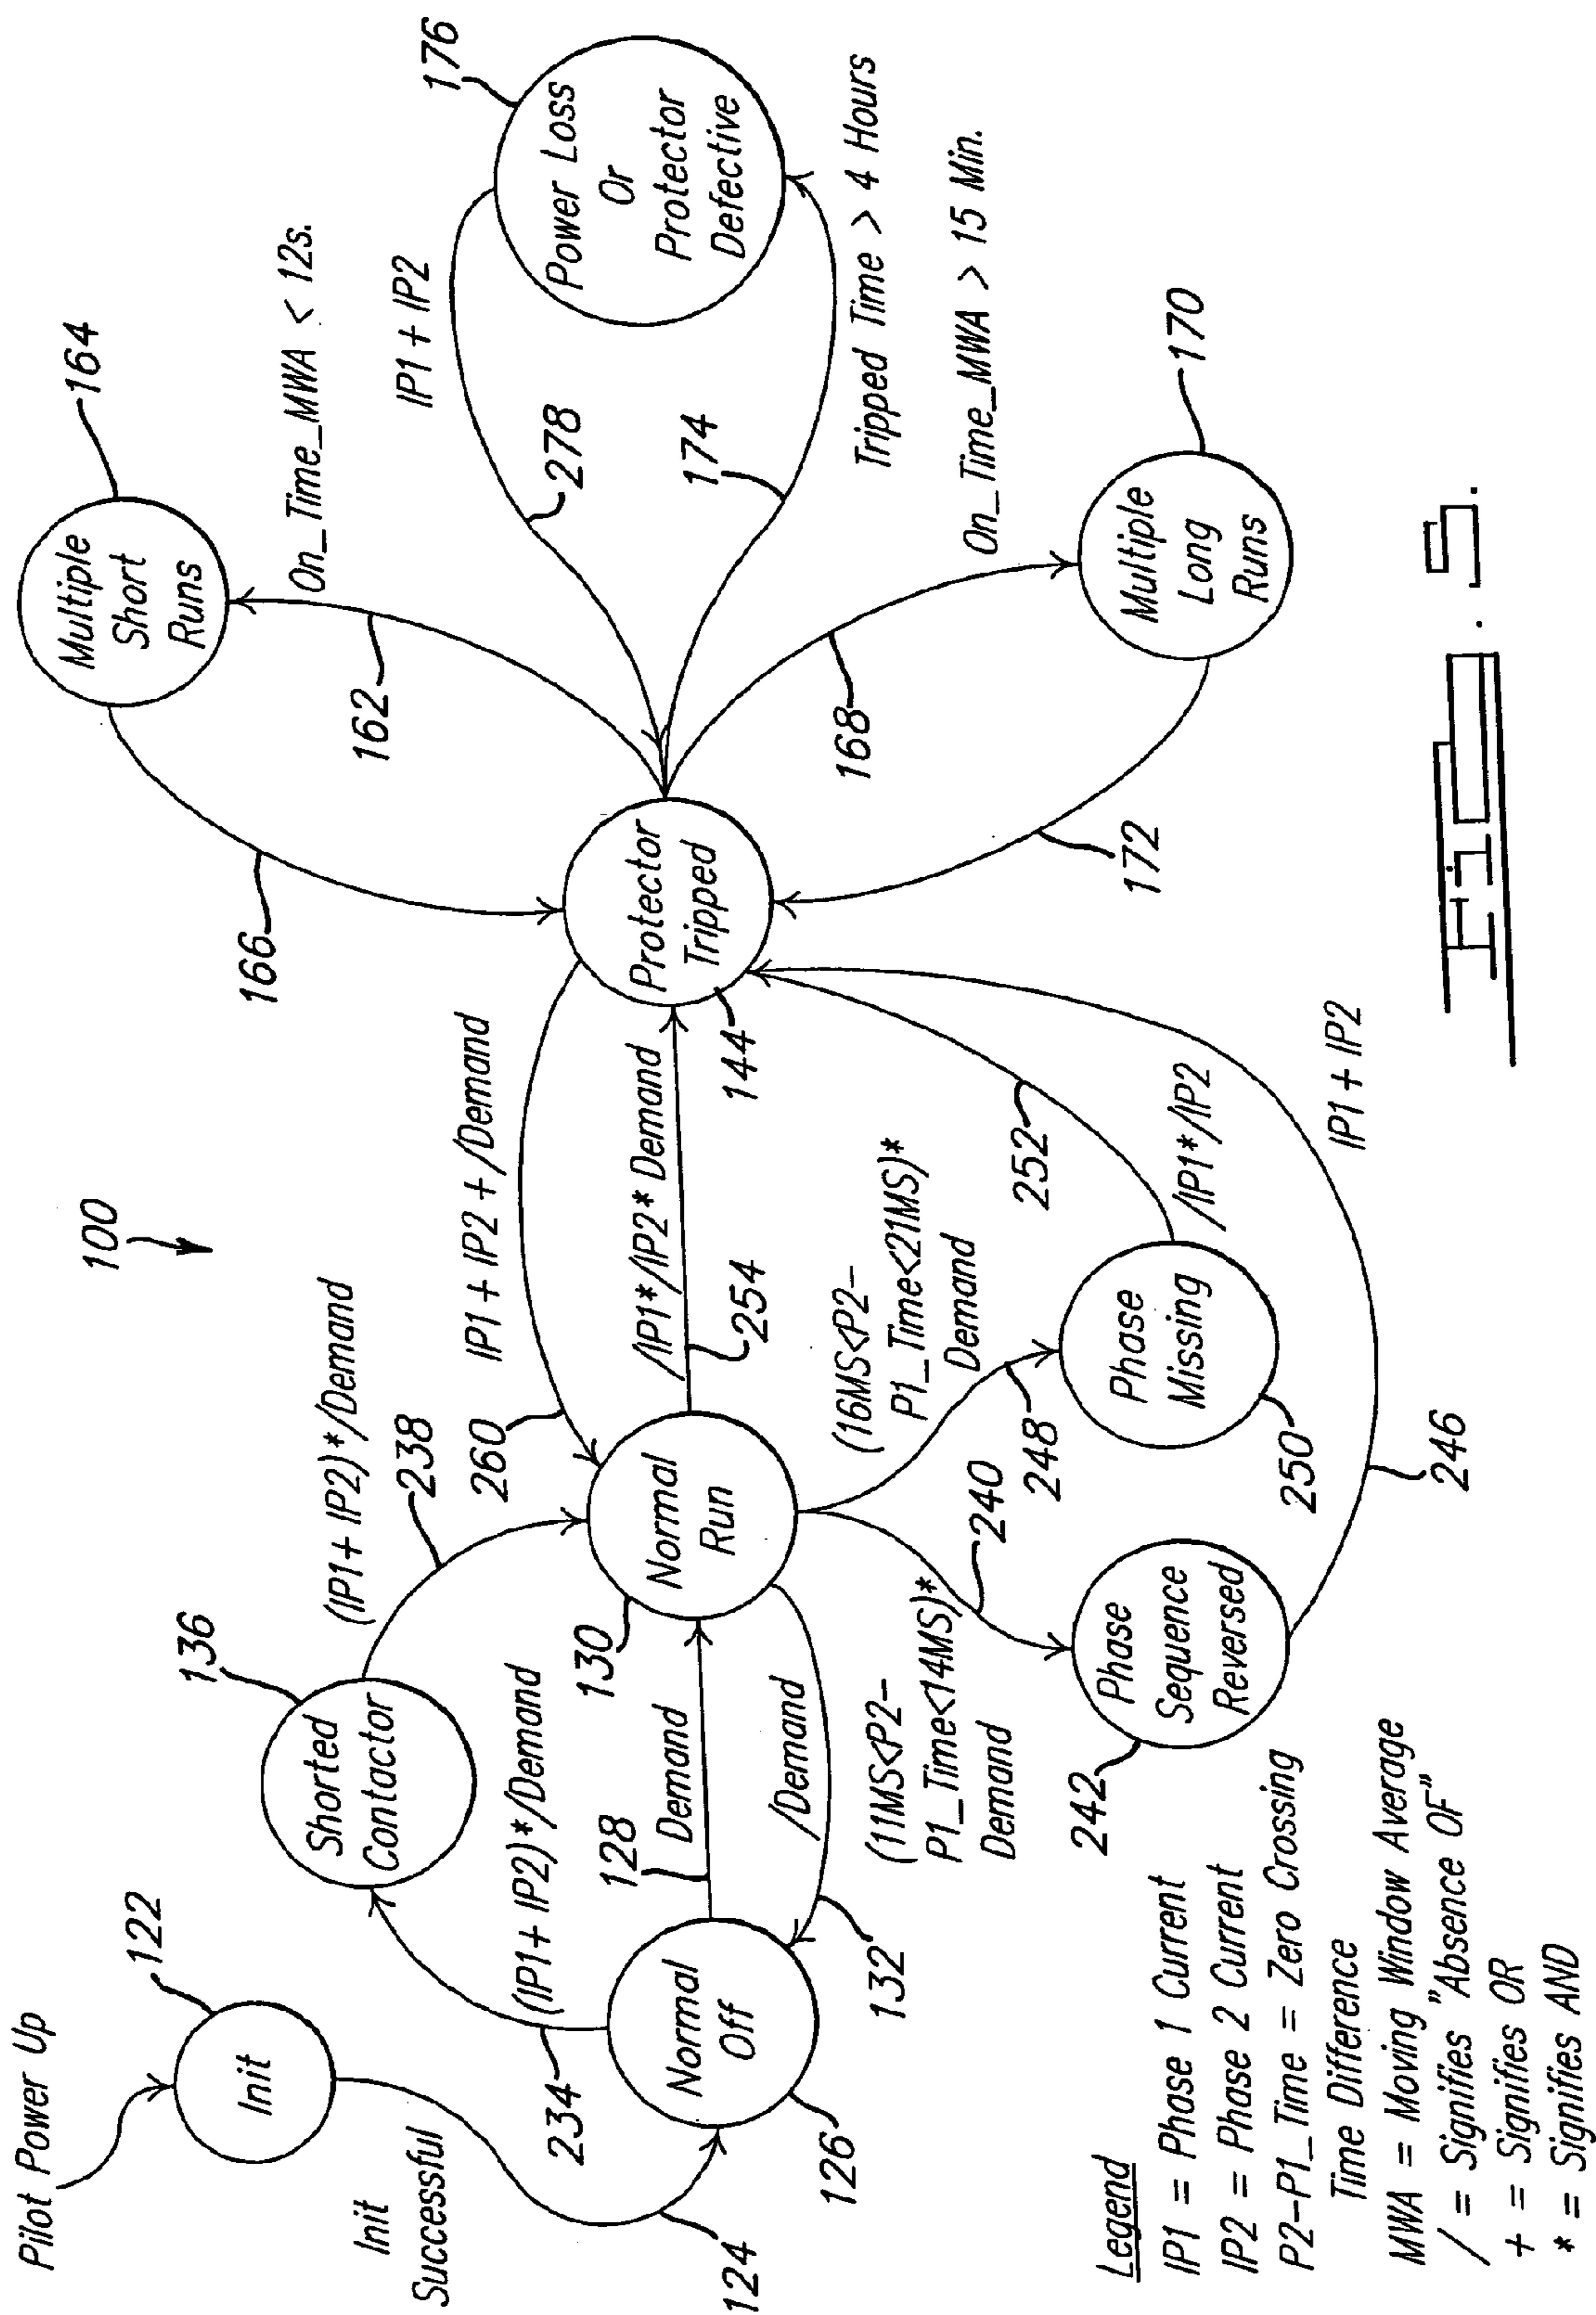 100
Pilot Power Up
122
Init
Init
Successful
124
136
Shorted
Contactor
(IP1+ IP2)*/Demand
238
(IP1+ IP2)*/Demand
234
Normal
Off
126
128
Demand
/Demand
132
130
Normal
Run
260
IP1 + IP2 + /Demand
/IP1*/IP2* Demand
254
(16MS<P2-
P1_Time<21MS)*
Demand
240
248
(11MS<P2-
P1_Time<14MS)*
Demand
242
Phase
Sequence
Reversed
Phase
Missing
250
246
252
/IP1*/IP2
IP1 + IP2
Protector
Tripped
144
166
162
164
Multiple
Short
Runs
On_Time_MWA < 12s.
IP1 + IP2
278
174
176
Power Loss
Or
Protector
Defective
Tripped Time > 4 Hours
On_Time_MWA > 15 Min.
168
170
Multiple
Long
Runs
172
Legend
IP1 = Phase 1 Current
IP2 = Phase 2 Current
P2-P1_Time = Zero Crossing
Time Difference
MWA = Moving Window Average
/ = Signifies "Absence OF"
+ = Signifies OR
* = Signifies AND
FIG. 5.